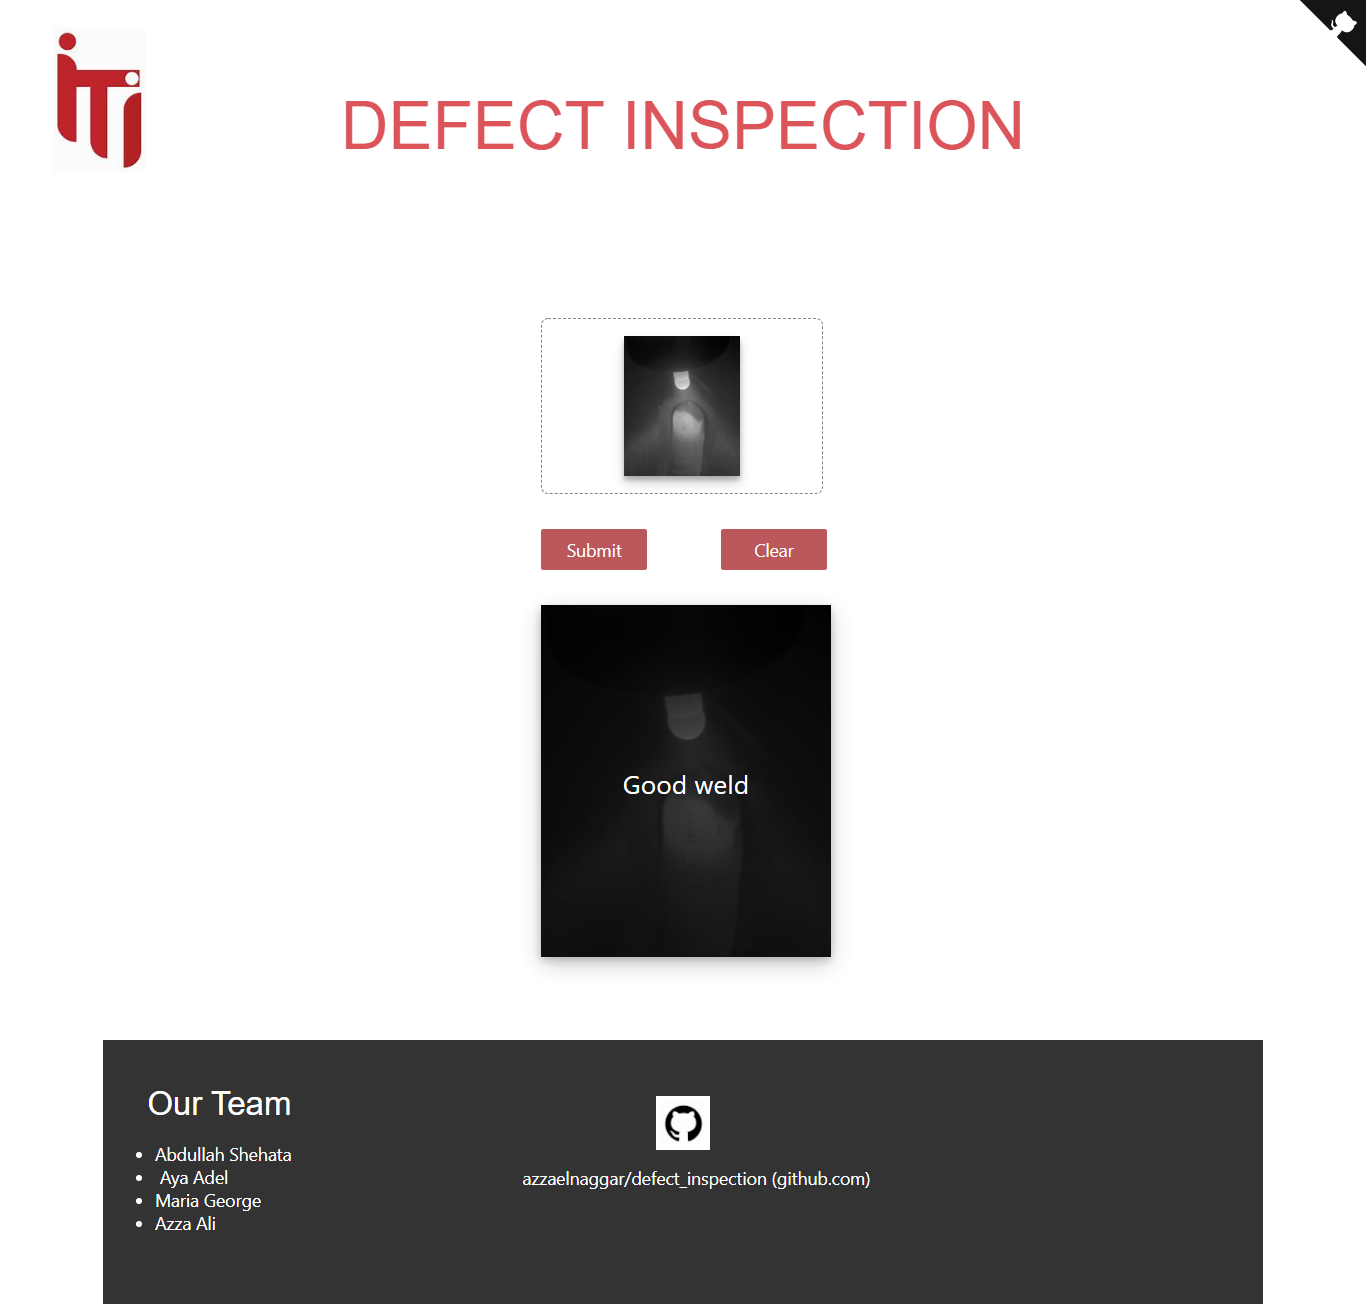 iTi
DEFECT INSPECTION
Submit
Clear
Good weld
Our Team
Abdullah Shehata
Aya Adel
Maria George
Azza Ali
azzaelnaggar/defect_inspection (github.com)